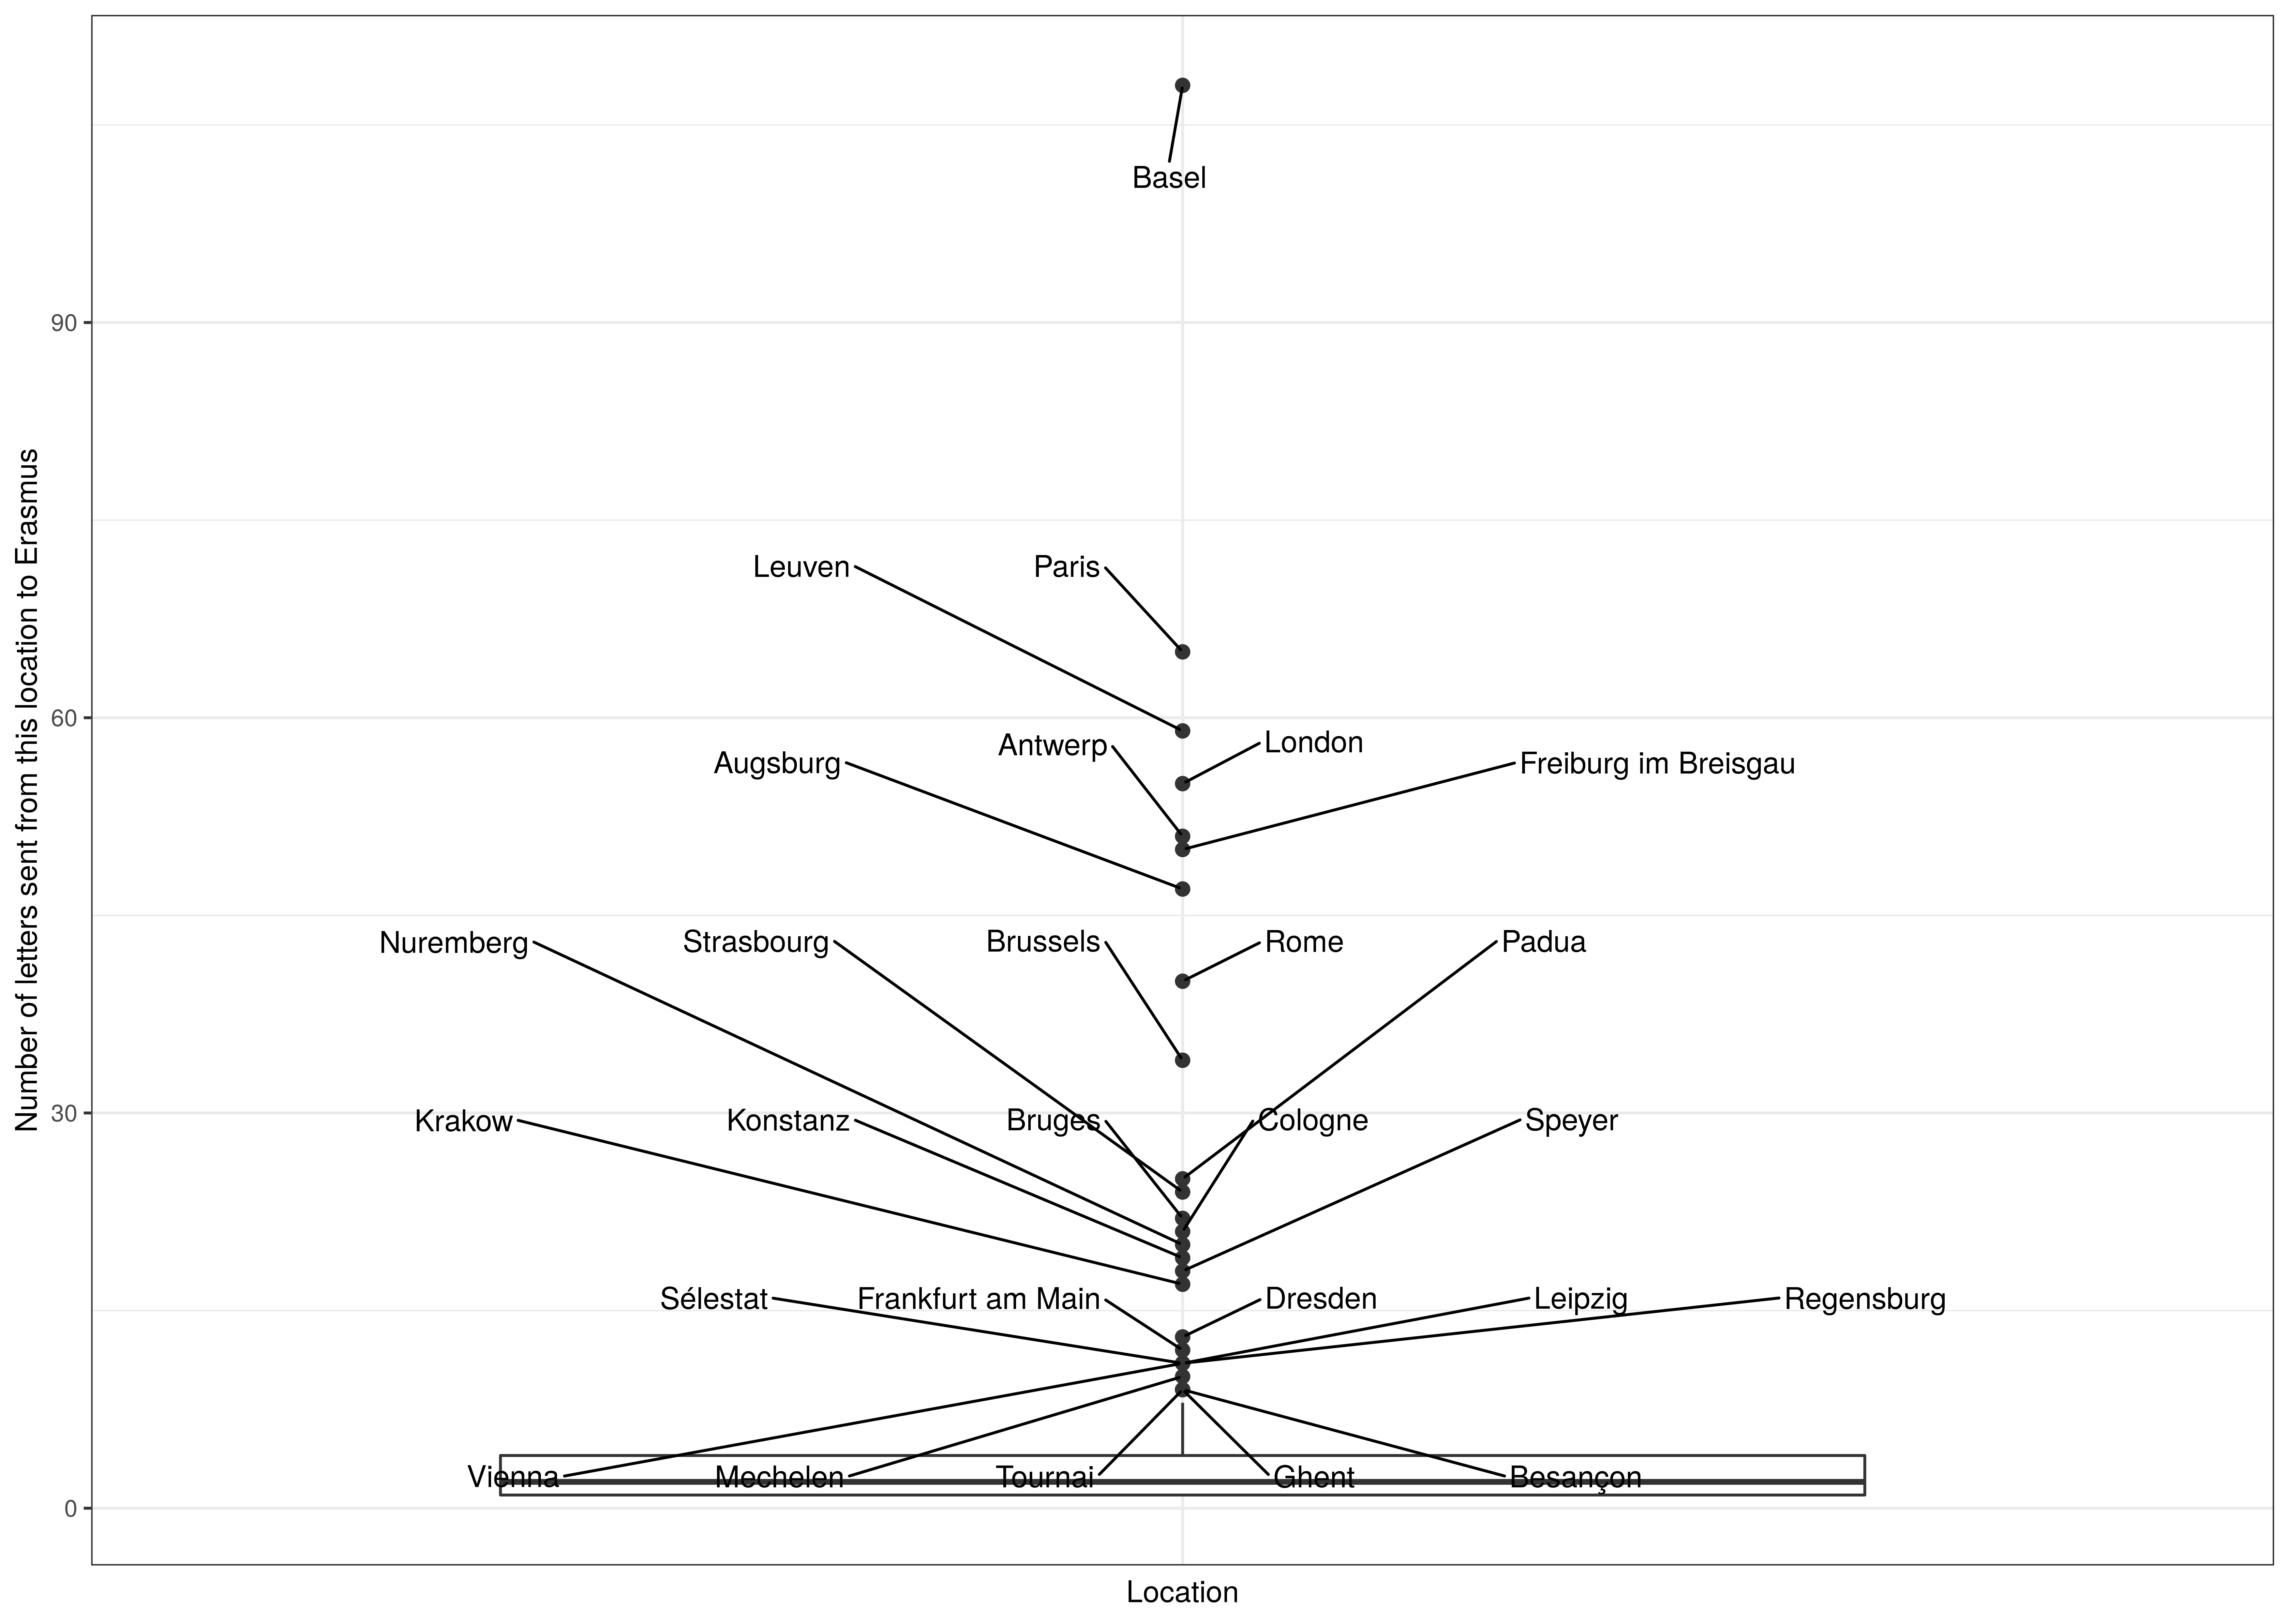 Number of letters sent from this location to Erasmus
90
60
30
0
Basel
Leuven
Paris
Antwerp
London
Augsburg
Freiburg im Breisgau
Nuremberg
Strasbourg
Brussels
Rome
Padua
Krakow
Konstanz
Bruges
Cologne
Speyer
Sélestat
Frankfurt am Main
Dresden
Leipzig
Regensburg
Vienna
Mechelen
Tournai
Ghent
Besançon
Location